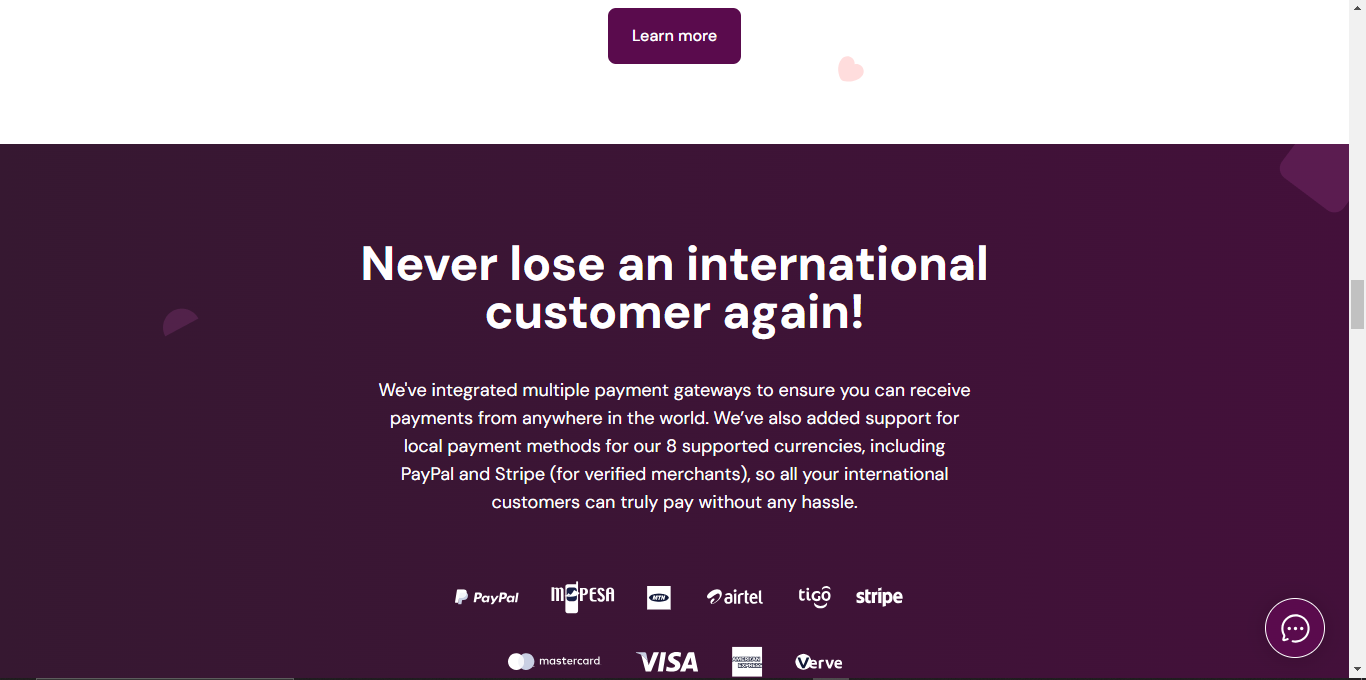 Learn more
Never lose an international
customer again!
We've integrated multiple payment gateways to ensure you can receive
payments from anywhere in the world. We’ve also added support for
local payment methods for our 8 supported currencies, including
PayPal and Stripe (for verified merchants), so all your international
customers can truly pay without any hassle.
PayPal M-PESA MTN airtel tigo stripe
mastercard VISA AMERICAN EXPRESS Verve